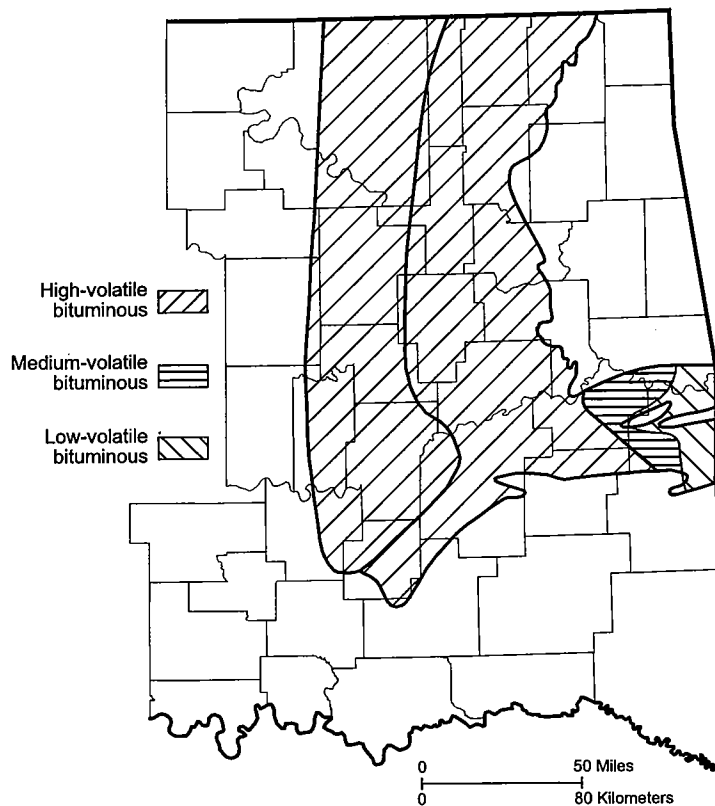 High-volatile
bituminous
Medium-volatile
bituminous
Low-volatile
bituminous
0 50 Miles
0 80 Kilometers